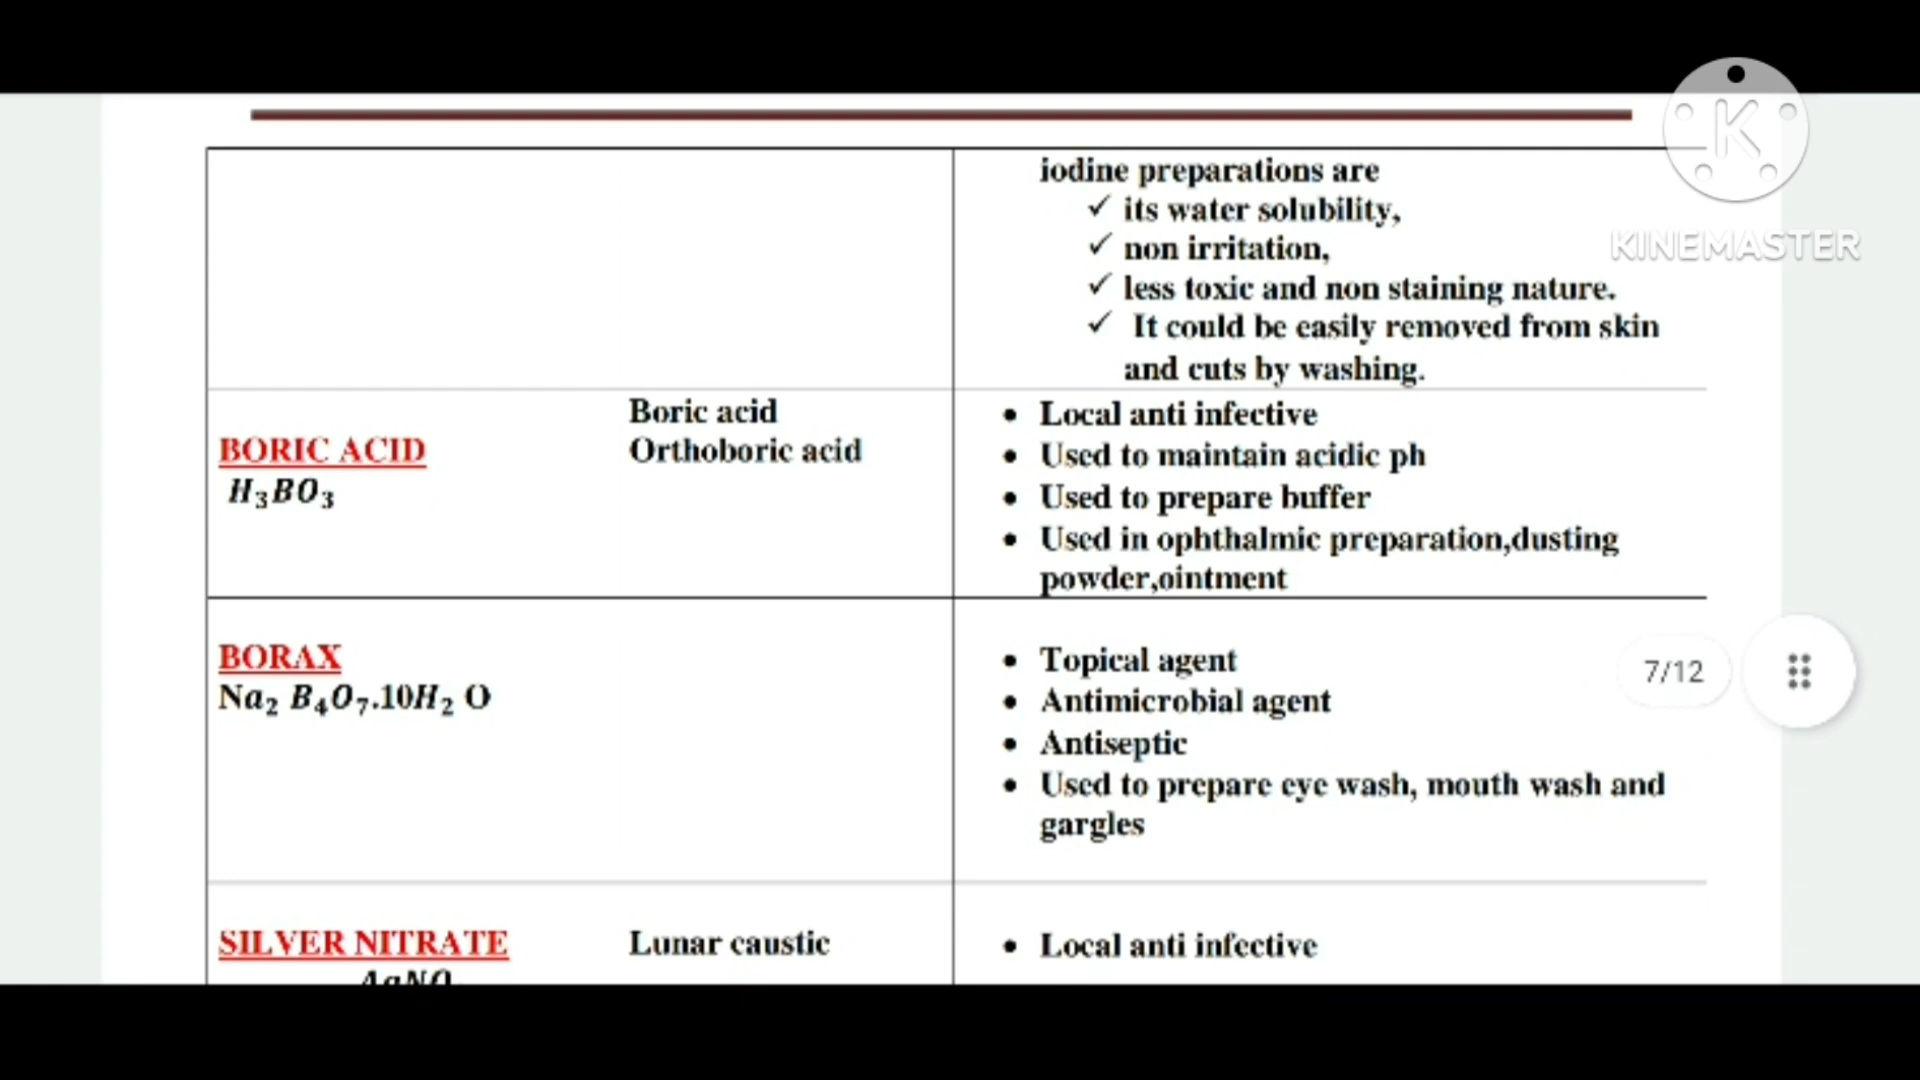 iodine preparations are
✓ its water solubility,
✓ non irritation,
✓ less toxic and non staining nature.
✓ It could be easily removed from skin
and cuts by washing.
BORIC ACID
H₃BO₃
Boric acid
Orthoboric acid
• Local anti infective
• Used to maintain acidic ph
• Used to prepare buffer
• Used in ophthalmic preparation,dusting
powder,ointment
BORAX
Na₂ B₄O₇.10H₂ O
• Topical agent
• Antimicrobial agent
• Antiseptic
• Used to prepare eye wash, mouth wash and
gargles
SILVER NITRATE
AgNO
Lunar caustic
• Local anti infective
K
KINEMASTER
7/12